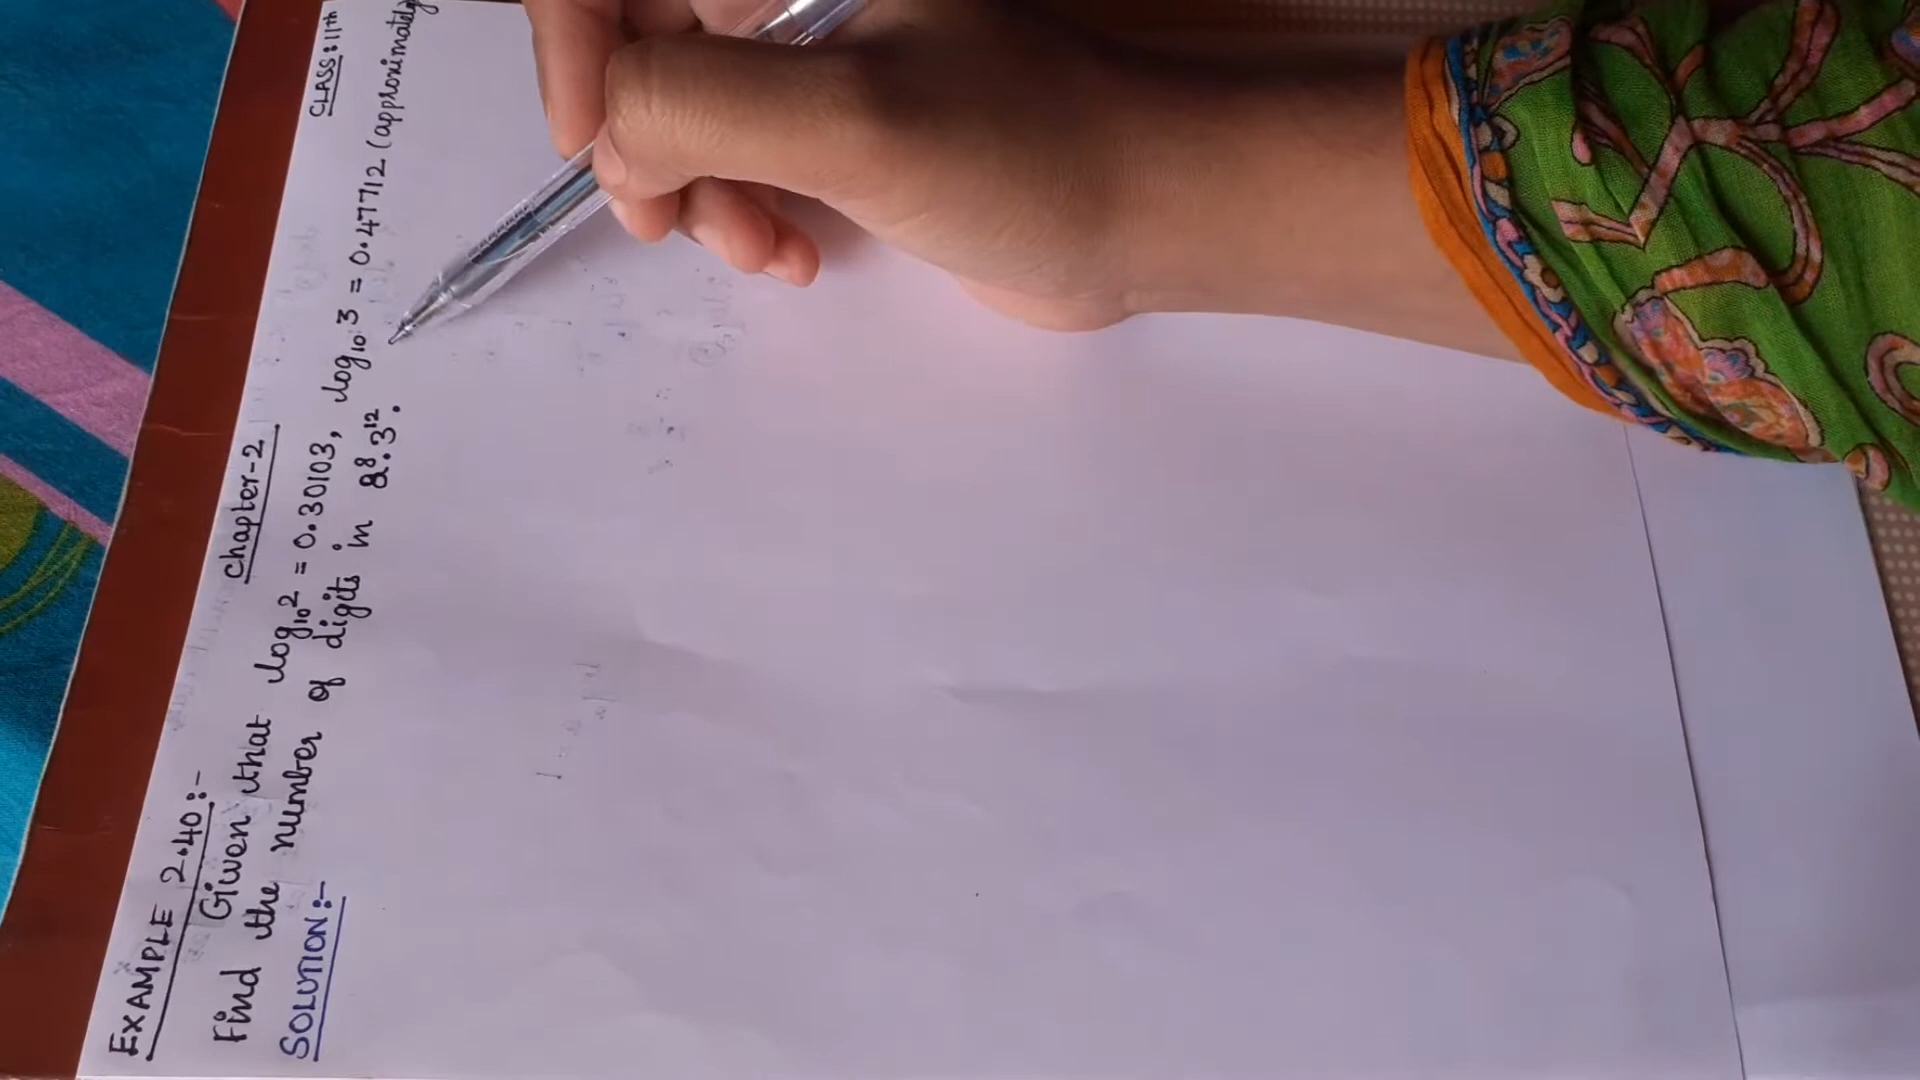 CLASS: 11th
Chapter-2
EXAMPLE 2.40:-
Given that log₁₀2 = 0.30103, log₁₀3 = 0.47712 (approximately
Find the number of digits in 2⁸.3¹².
SOLUTION:-